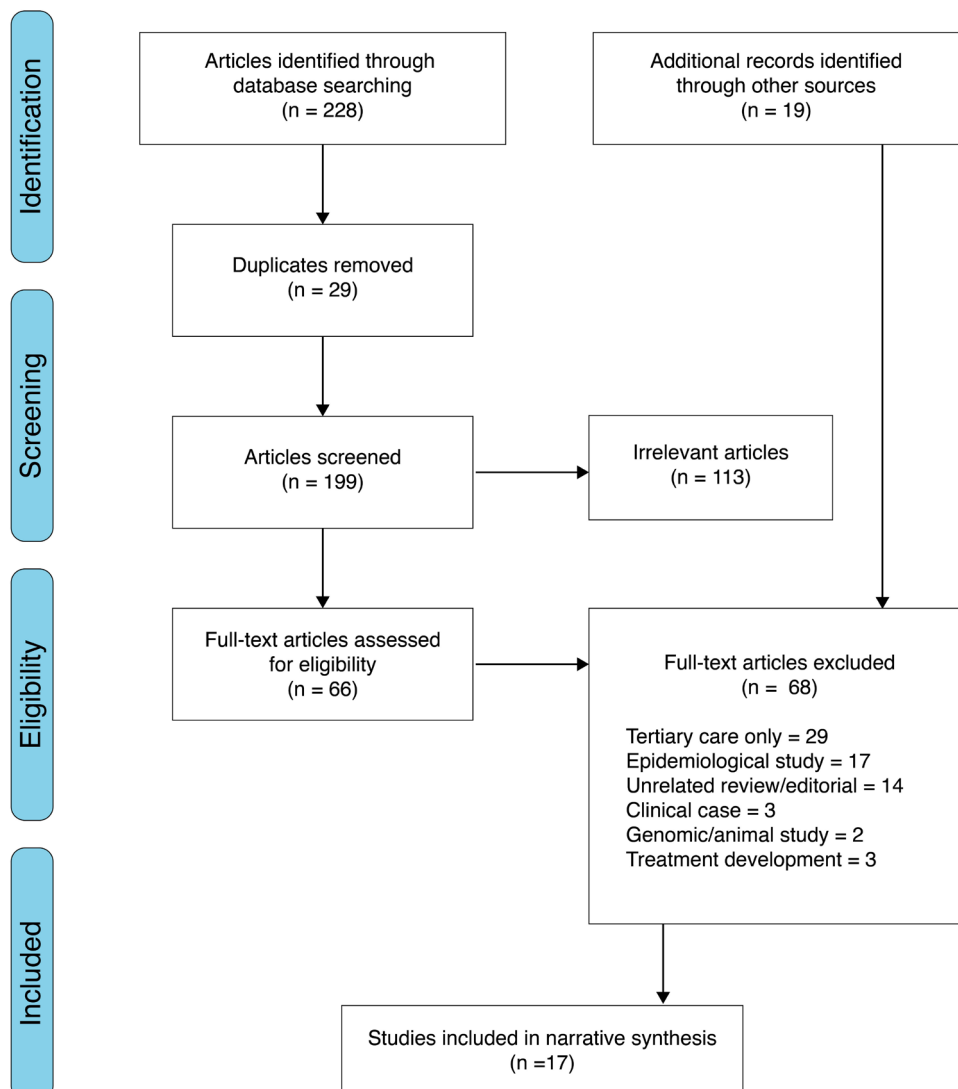 Identification
Articles identified through
database searching
(n = 228)
Additional records identified
through other sources
(n = 19)
Duplicates removed
(n = 29)
Screening
Articles screened
(n = 199)
Irrelevant articles
(n = 113)
Eligibility
Full-text articles assessed
for eligibility
(n = 66)
Full-text articles excluded
(n = 68)
Tertiary care only = 29
Epidemiological study = 17
Unrelated review/editorial = 14
Clinical case = 3
Genomic/animal study = 2
Treatment development = 3
Included
Studies included in narrative synthesis
(n =17)